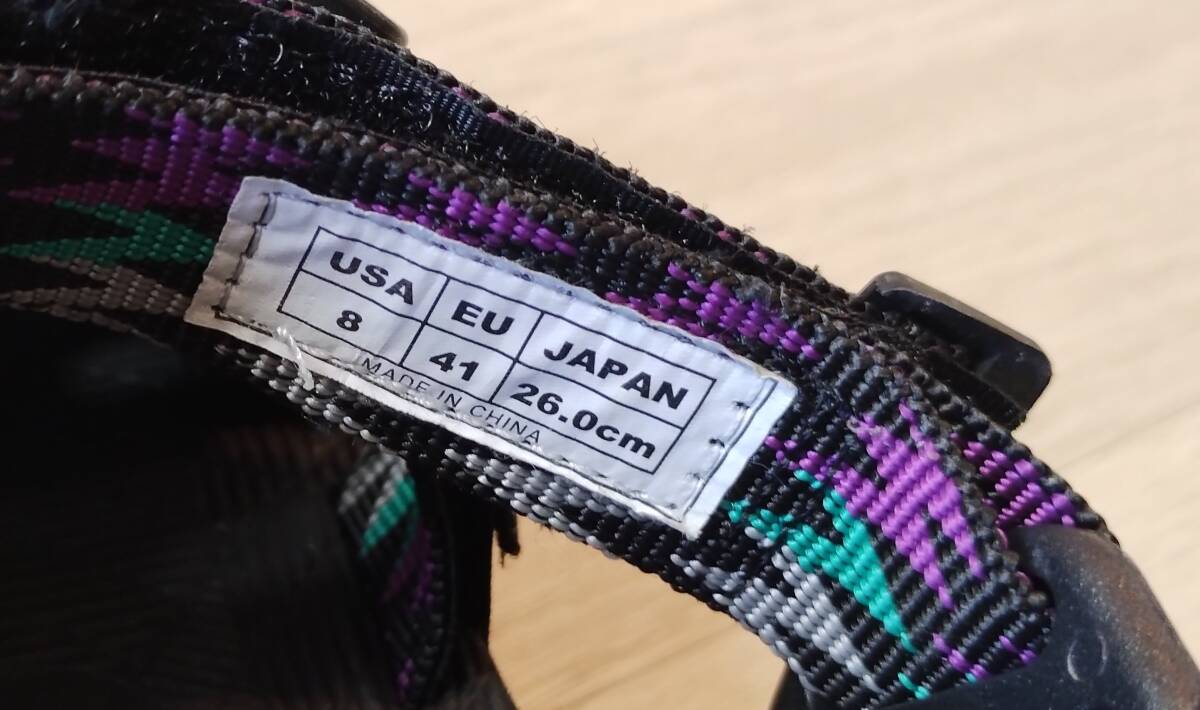 USA EU JAPAN
8 41 26.0cm
MADE IN CHINA